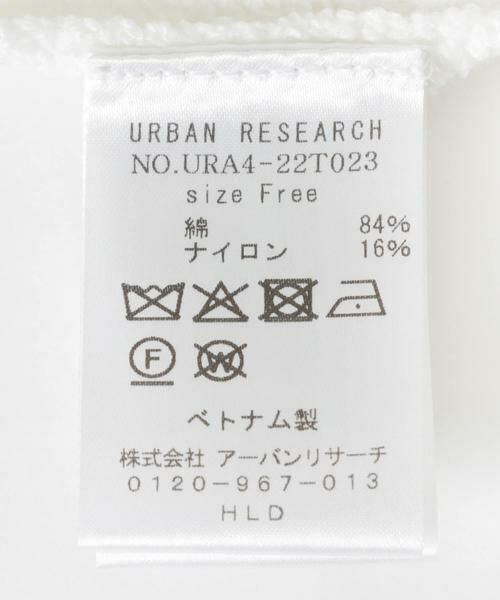 URBAN RESEARCH
NO.URA4-22T023
size Free
綿 84%
ナイロン 16%
F W
ベトナム製
株式会社 アーバンリサーチ
0120-967-013
HLD